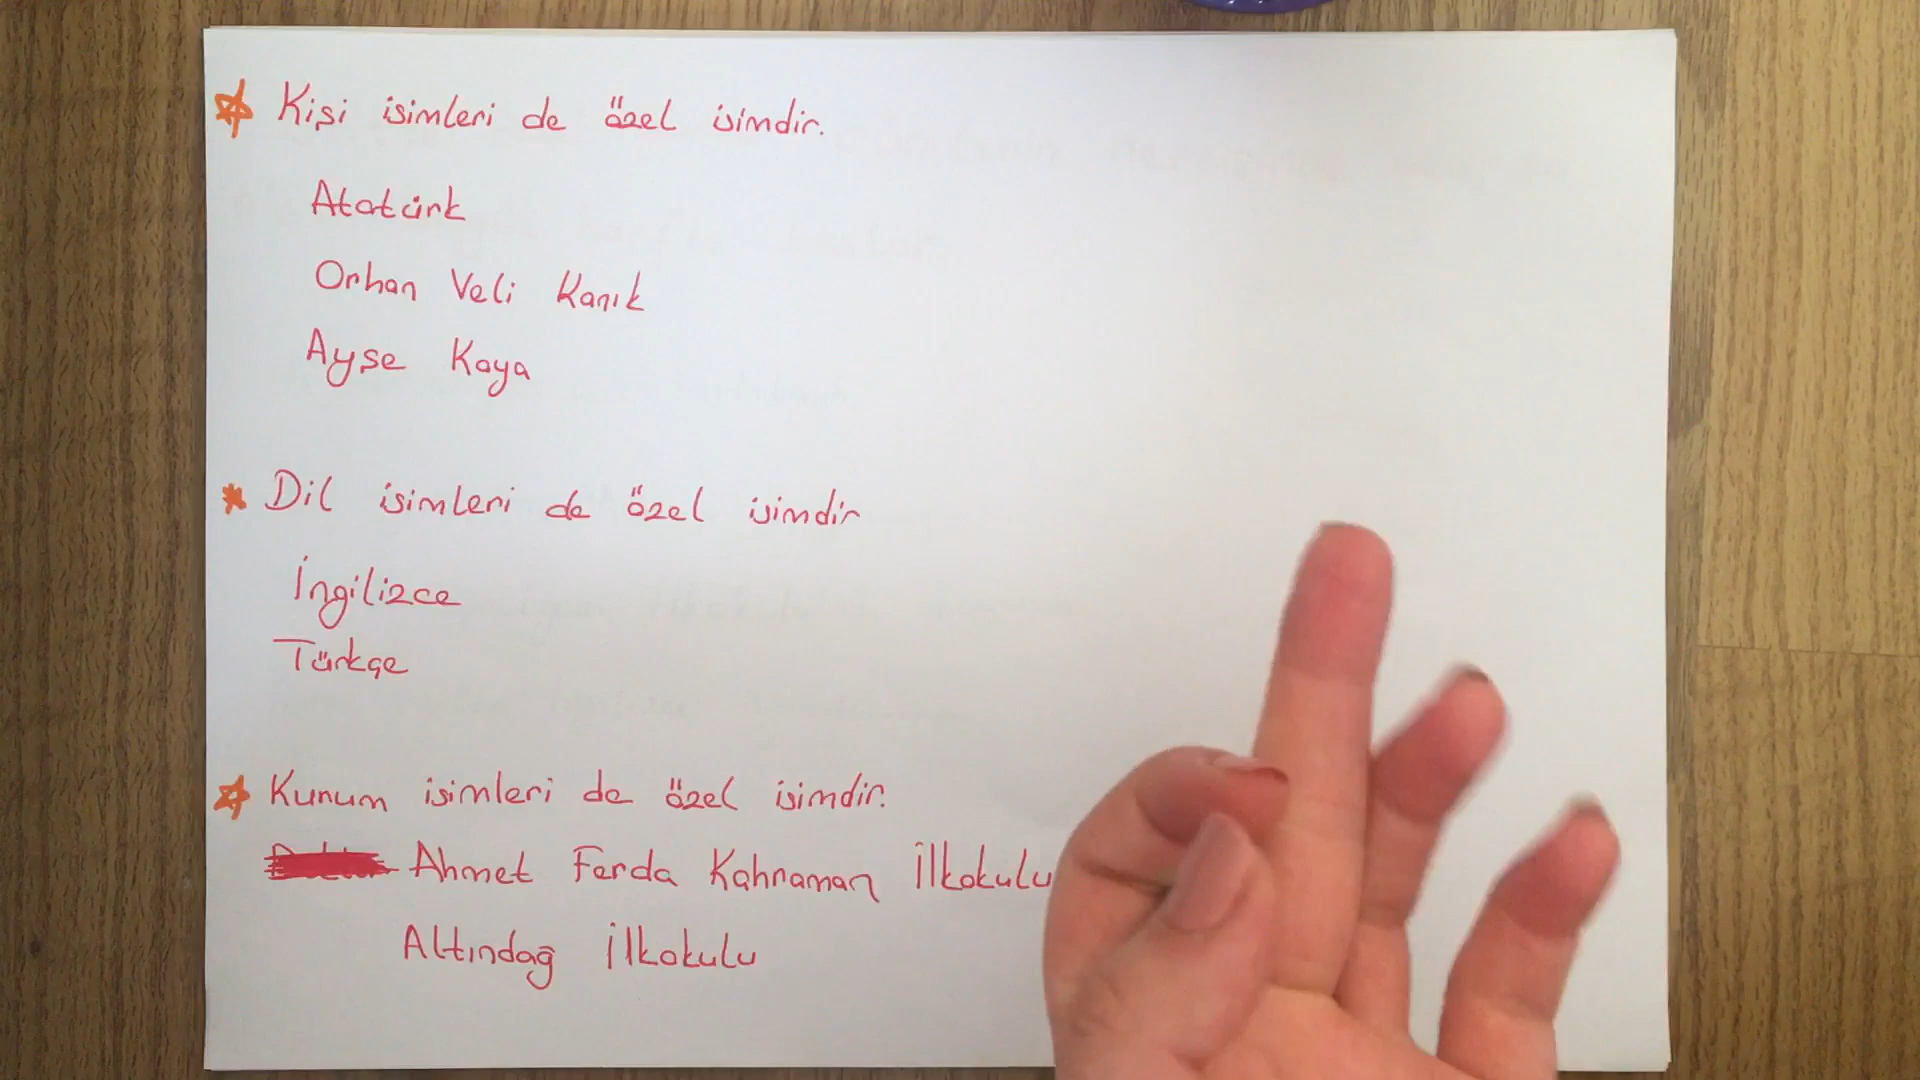 Kişi isimleri de özel isimdir.
Atatürk
Orhan Veli Kanık
Ayşe Kaya
Dil isimleri de özel isimdir
İngilizce
Türkçe
Kurum isimleri de özel isimdir.
Ahmet Ferda Kahraman İlkokulu
Altındağ İlkokulu